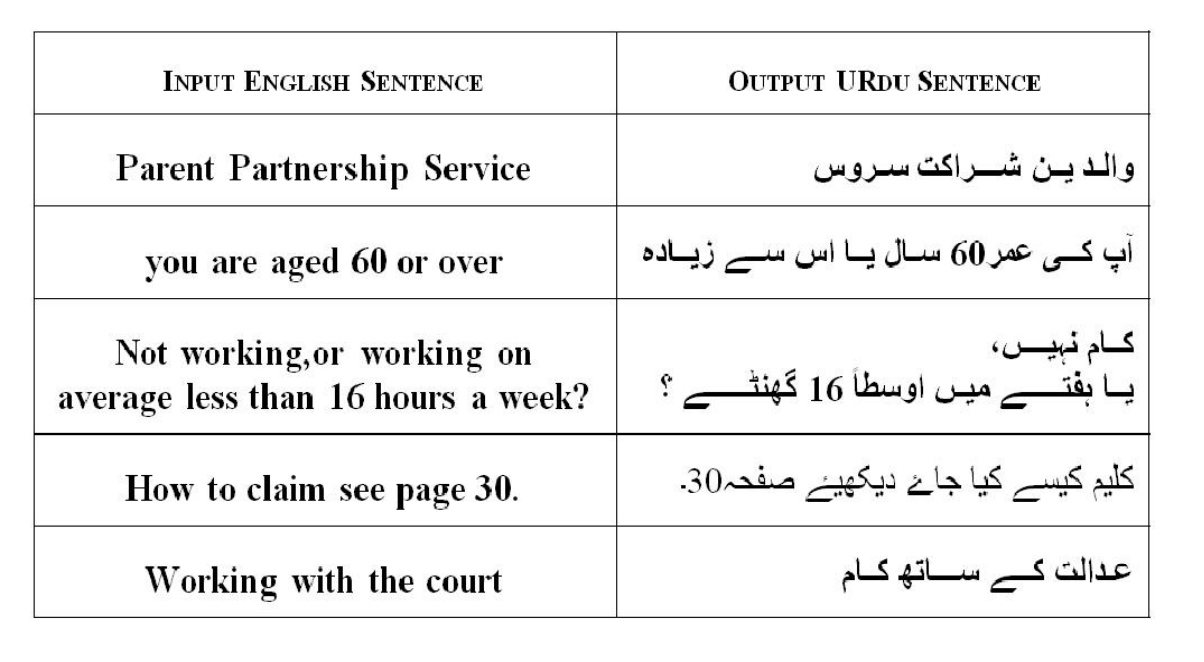 INPUT ENGLISH SENTENCE
OUTPUT URdu SENTENCE
Parent Partnership Service
والدین شراکت سروس
you are aged 60 or over
آپ کی عمر60 سال یا اس سے زیادہ
Not working,or working on
average less than 16 hours a week?
کام نہیں،
یا ہفتے میں اوسطاً 16 گھنٹے ؟
How to claim see page 30.
کلیم کیسے کیا جاۓ دیکھیئے صفحہ30۔
Working with the court
عدالت کے ساتھ کام